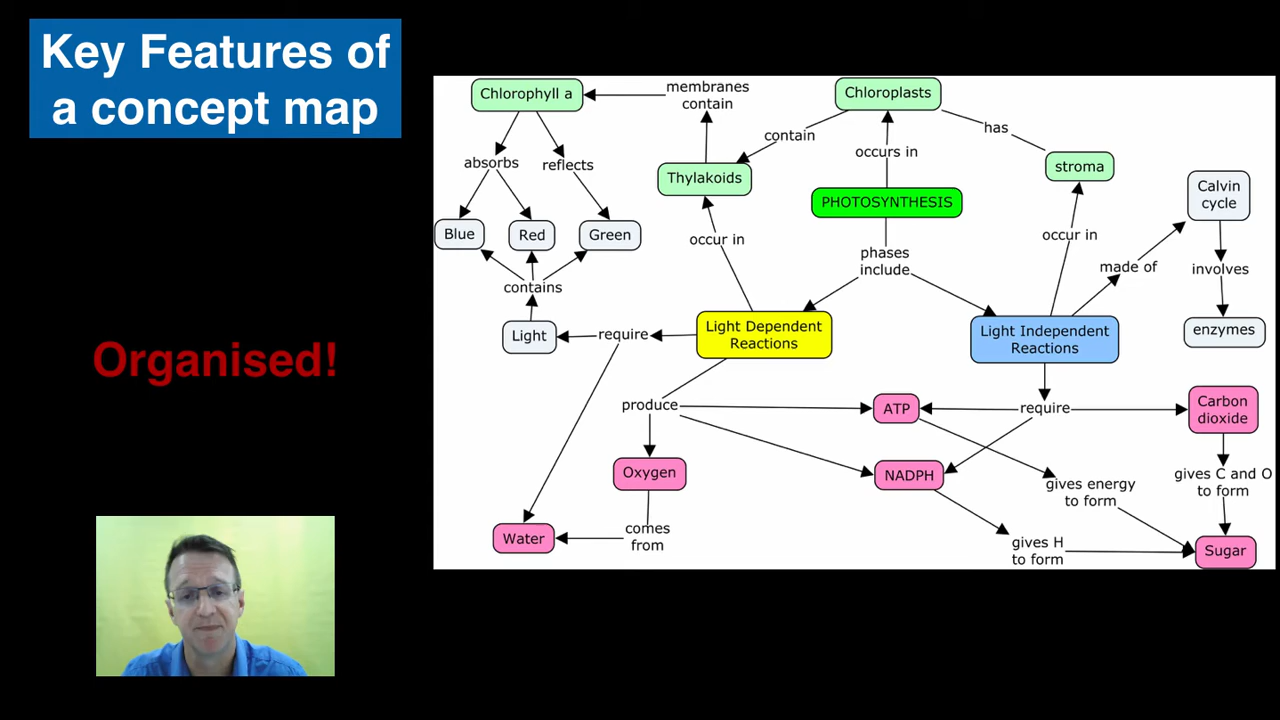 Key Features of
a concept map
Organised!
Chlorophyll a
membranes
contain
Chloroplasts
contain
has
occurs in
absorbs
reflects
Thylakoids
stroma
PHOTOSYNTHESIS
Calvin
cycle
Blue
Red
Green
occur in
phases
include
occur in
made of
involves
contains
Light
require
Light Dependent
Reactions
Light Independent
Reactions
enzymes
produce
ATP
require
Carbon
dioxide
Oxygen
NADPH
gives energy
to form
gives C and O
to form
Water
comes
from
gives H
to form
Sugar